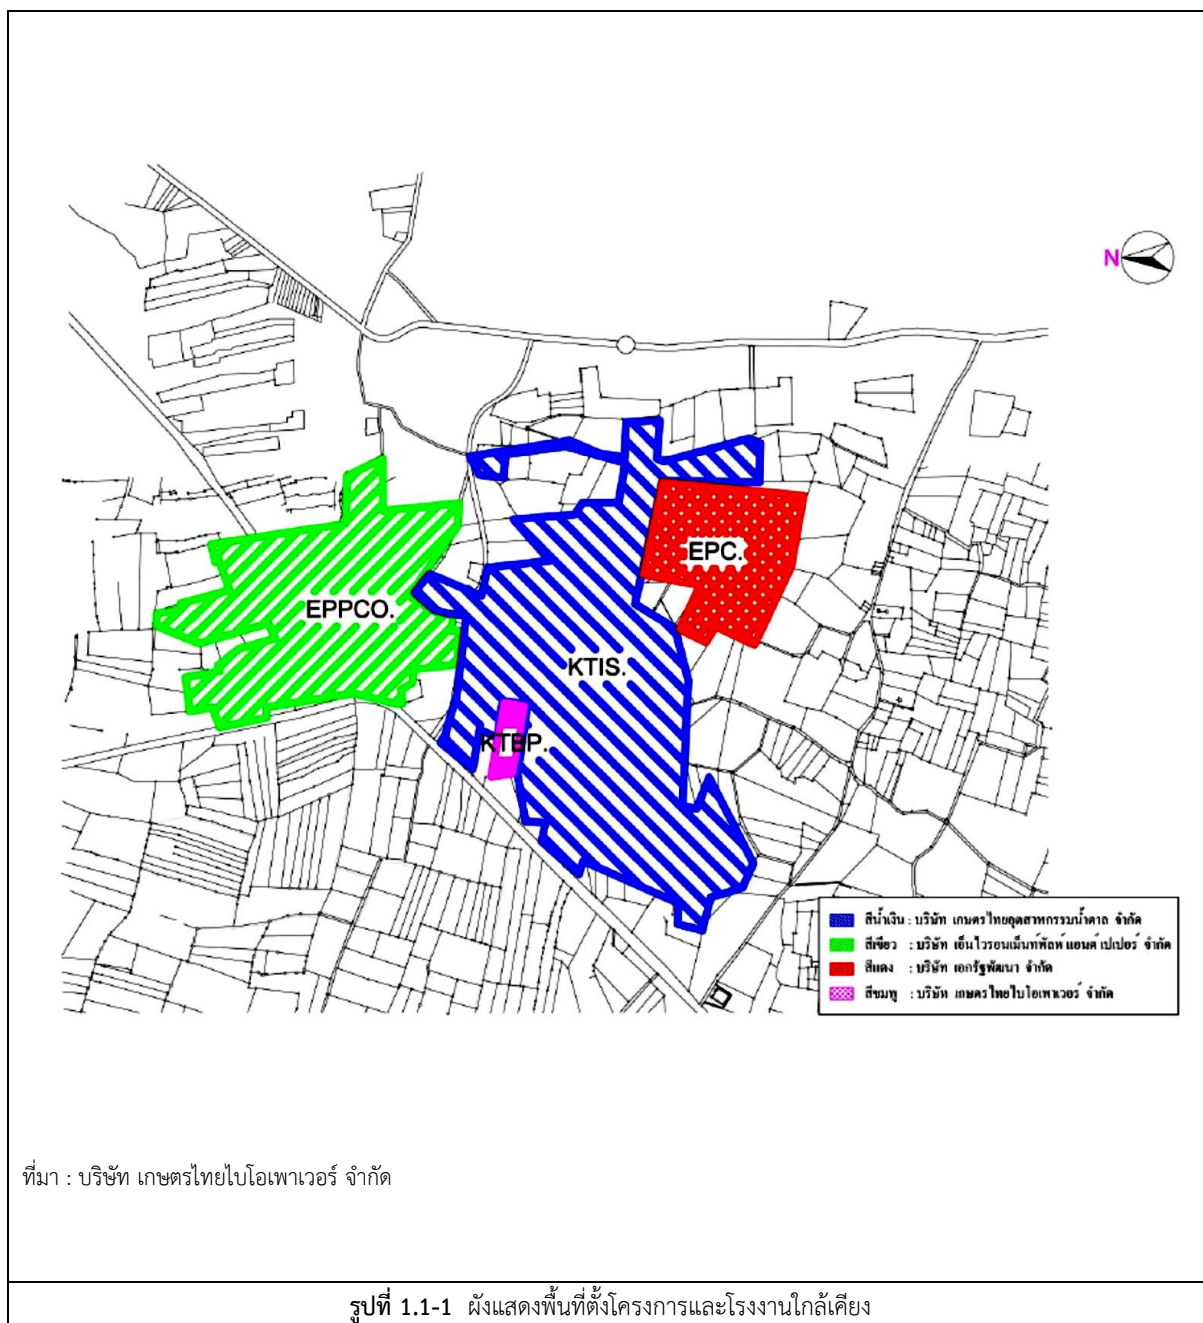 N
EPC.
EPPCO.
KTIS.
KTBP.
สีน้ำเงิน : บริษัท เกษตรไทยอุตสาหกรรมน้ำตาล จำกัด
สีเขียว : บริษัท เอ็นไวรอนเม็นทพัลพ์แอนด์เปเปอร์ จำกัด
สีแดง : บริษัท เอกรัฐพัฒนา จำกัด
สีชมพู : บริษัท เกษตรไทยไบโอเพาเวอร์ จำกัด
ที่มา : บริษัท เกษตรไทยไบโอเพาเวอร์ จำกัด
รูปที่ 1.1-1 ผังแสดงพื้นที่ตั้งโครงการและโรงงานใกล้เคียง